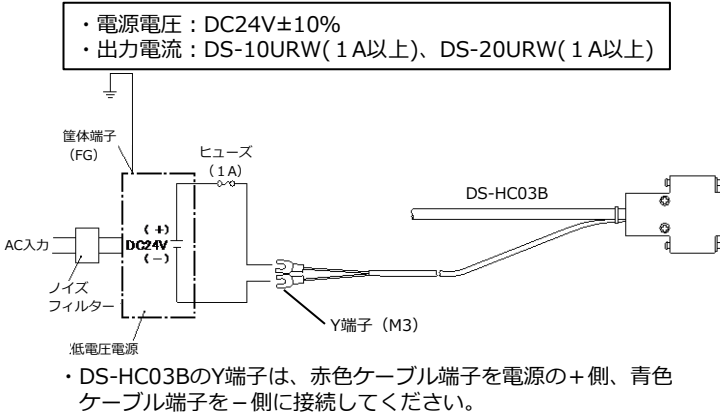 ・電源電圧：DC24V±10%
・出力電流：DS-10URW(１A以上)、DS-20URW(１A以上)
筐体端子
（FG）
ヒューズ
（１A）
DS-HC03B
（＋）
AC入力
DC24V
（－）
ノイズ
フィルター
Y端子（M3）
低電圧電源
・DS-HC03BのY端子は、赤色ケーブル端子を電源の＋側、青色
ケーブル端子を－側に接続してください。